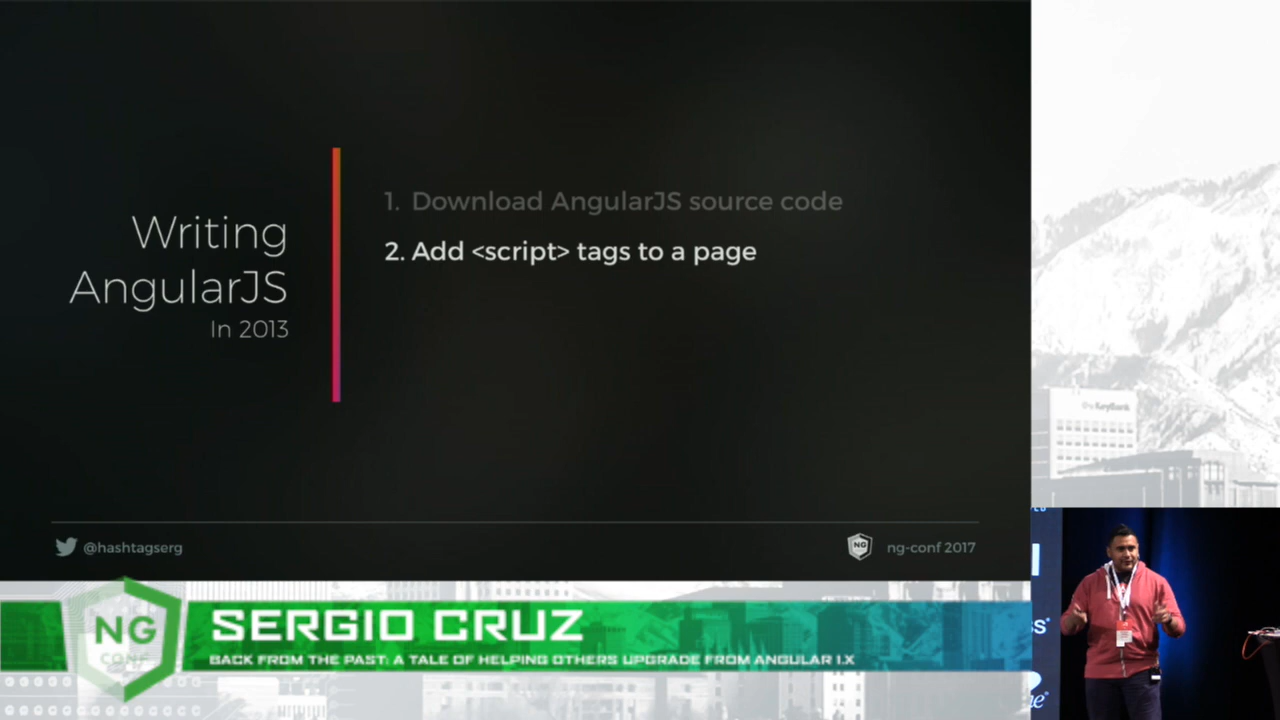 Writing
AngularJS
In 2013
1. Download AngularJS source code
2. Add <script> tags to a page
@hashtagserg
NG
ng-conf 2017
KeyBank
NG
CONF
SERGIO CRUZ
BACK FROM THE PAST: A TALE OF HELPING OTHERS UPGRADE FROM ANGULAR 1.X